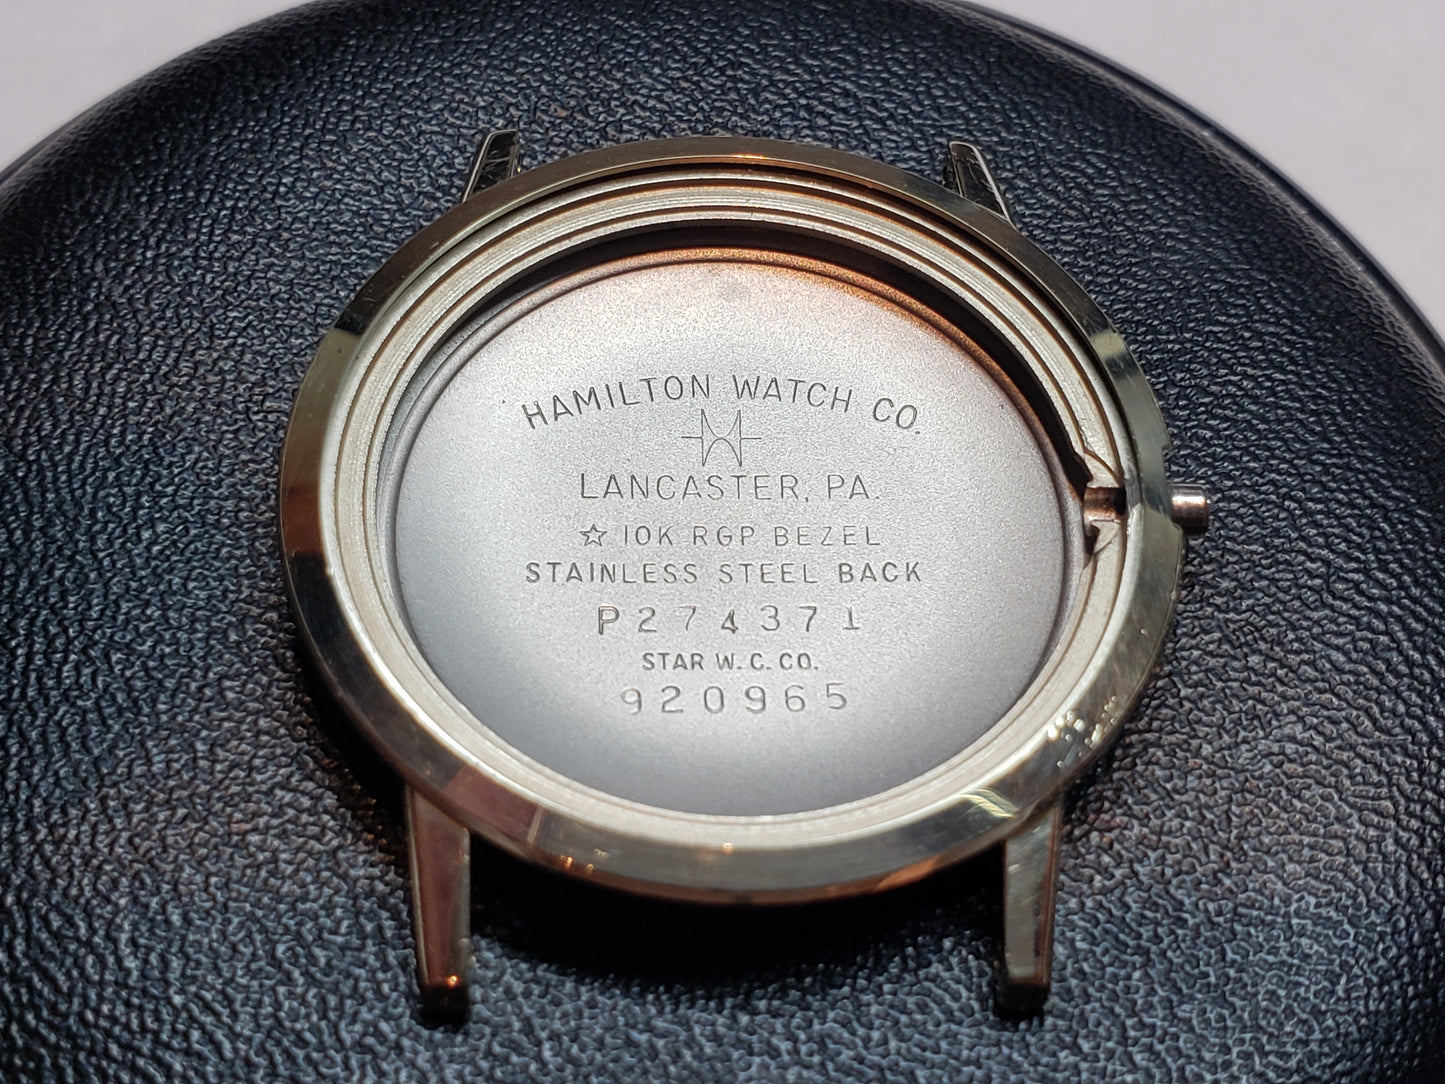 HAMILTON WATCH CO.
LANCASTER, PA.
☆ 10K RGP BEZEL
STAINLESS STEEL BACK
P274371
STAR W. C. CO.
920965